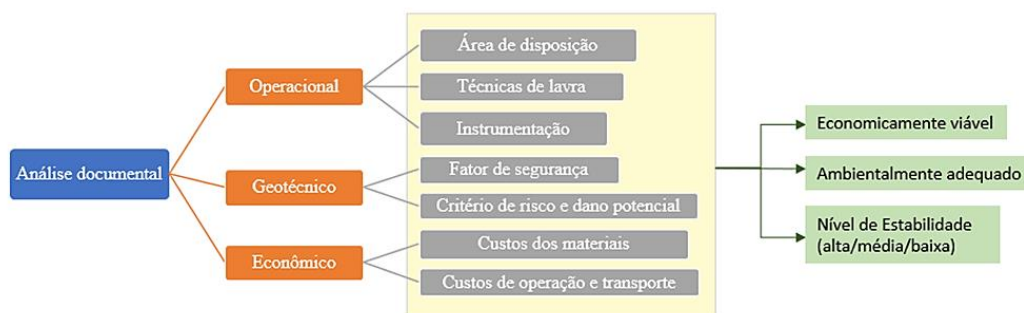 Análise documental
Operacional
Geotécnico
Econômico
Área de disposição
Técnicas de lavra
Instrumentação
Fator de segurança
Critério de risco e dano potencial
Custos dos materiais
Custos de operação e transporte
Economicamente viável
Ambientalmente adequado
Nível de Estabilidade
(alta/média/baixa)